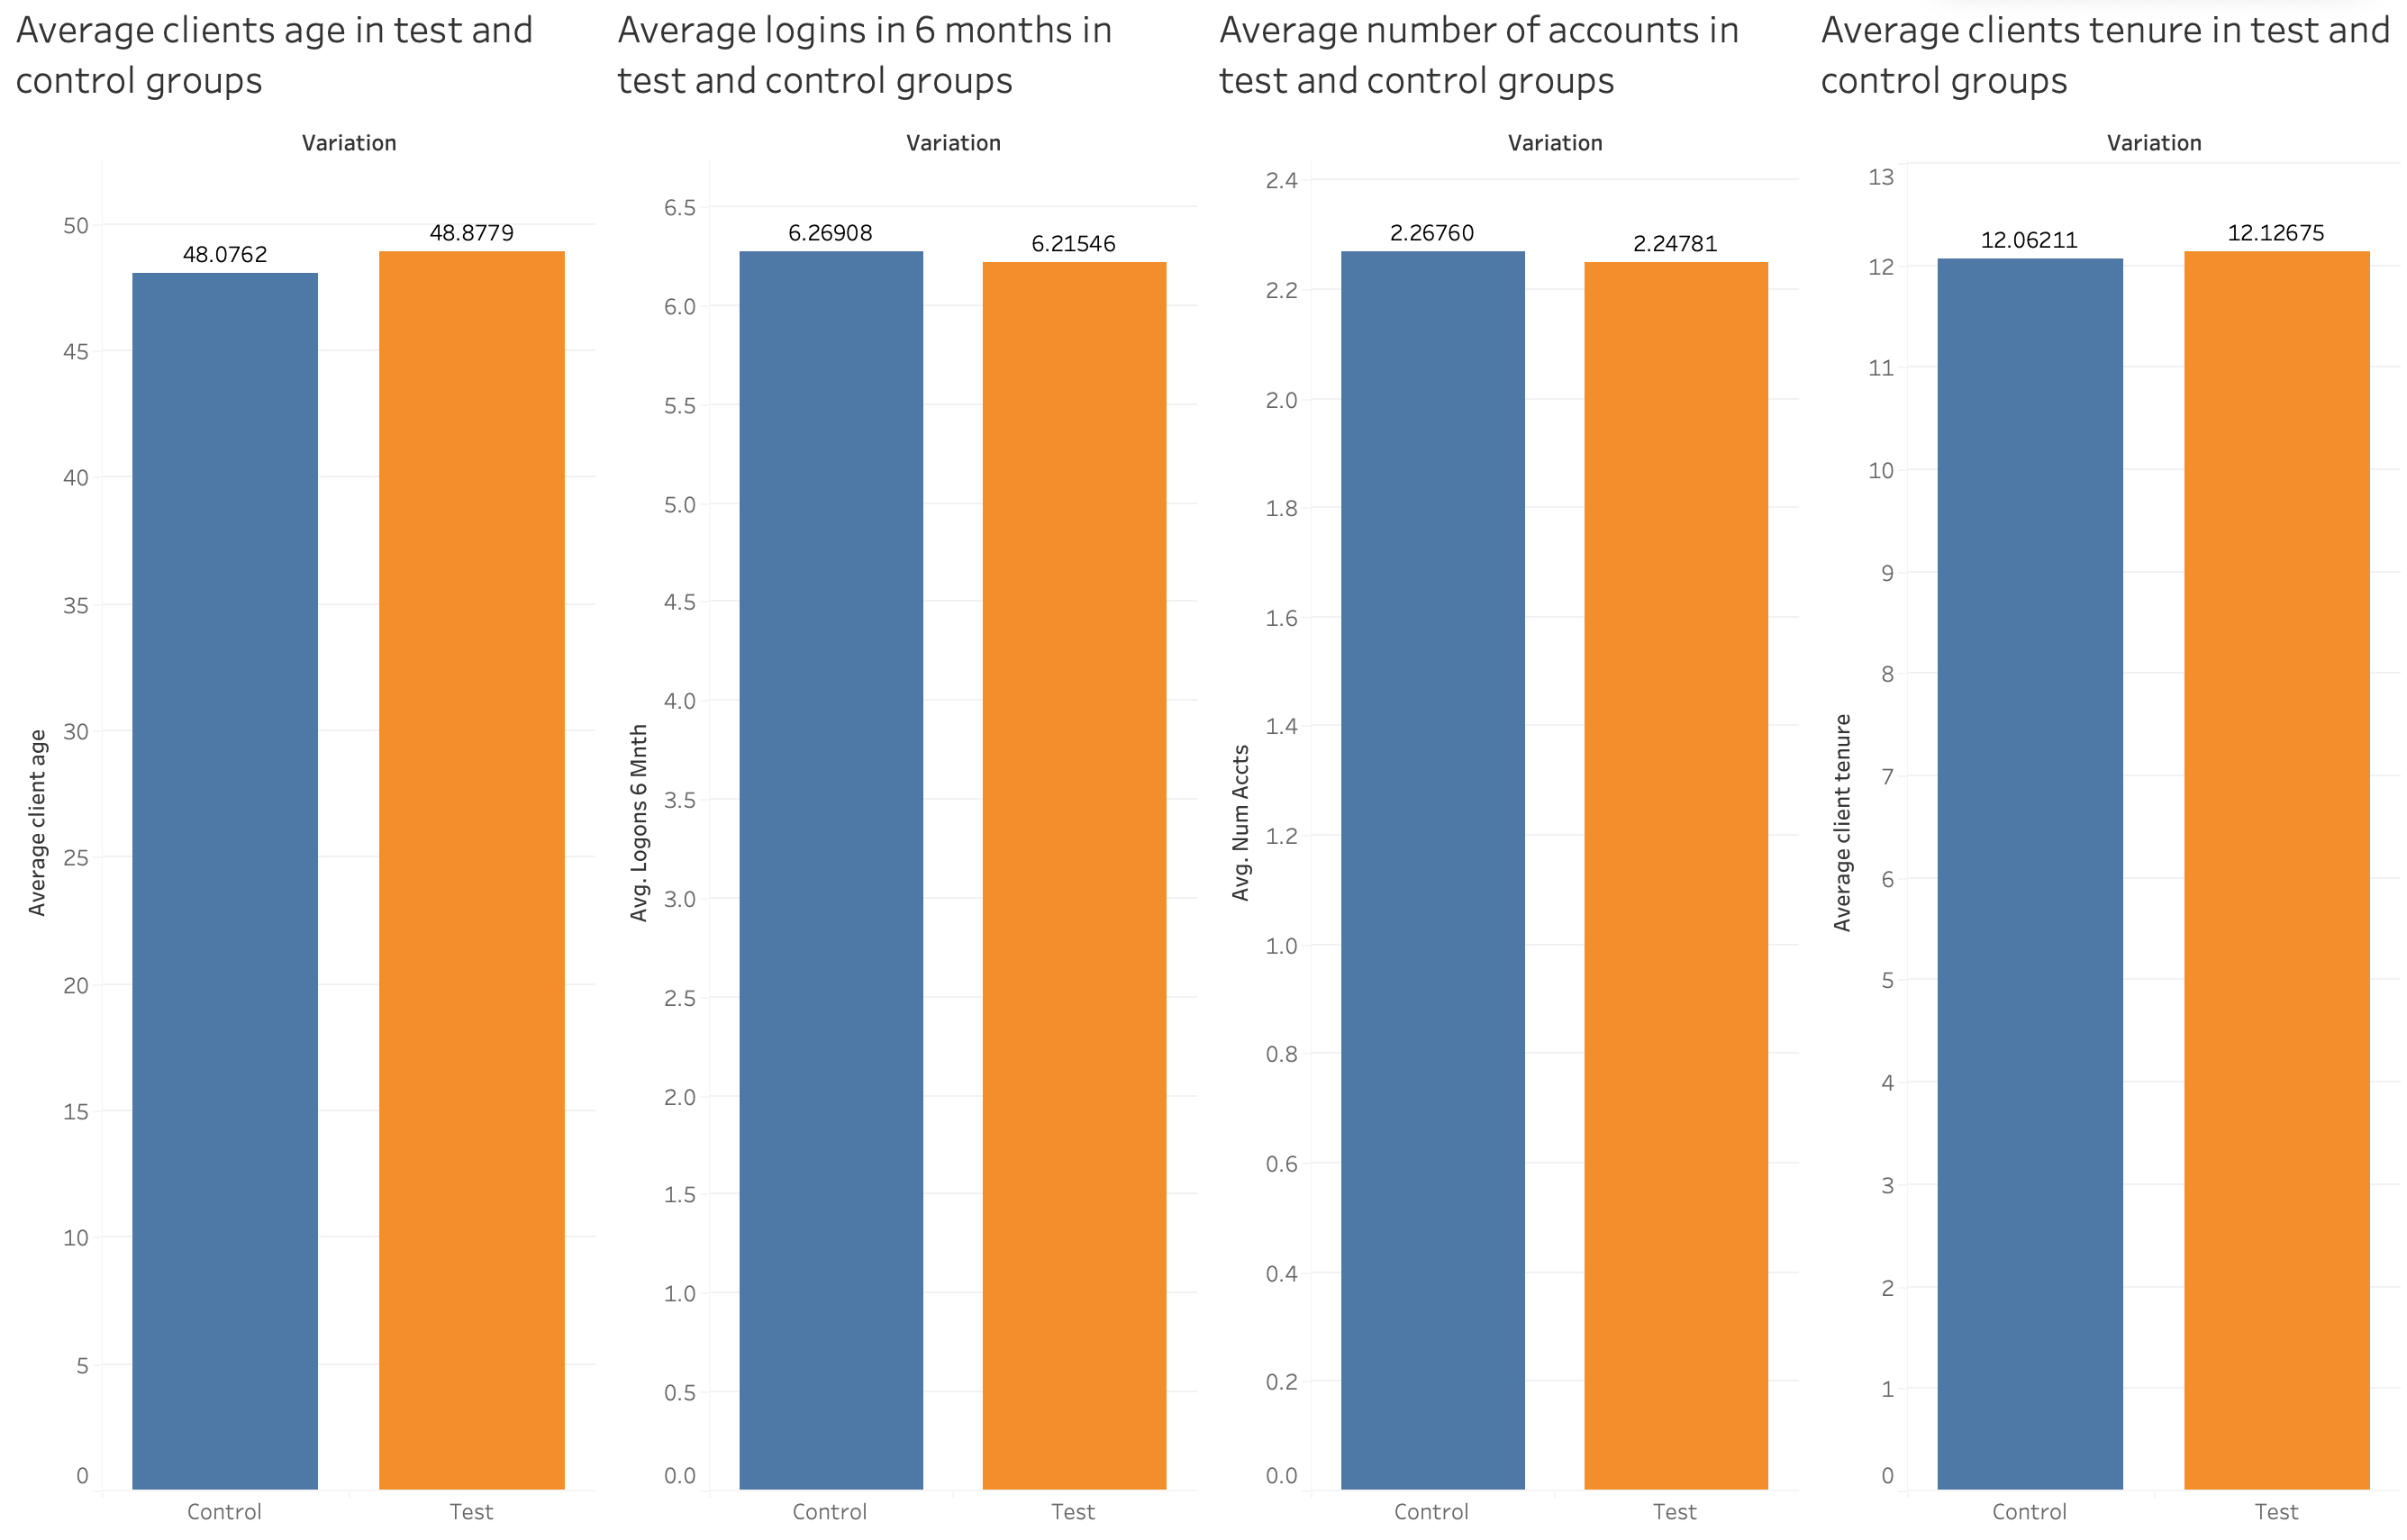 Average clients age in test and
control groups
Variation
50
45
40
35
30
25
20
15
10
5
0
Average client age
48.0762
48.8779
Control
Test
Average logins in 6 months in
test and control groups
Variation
6.5
6.0
5.5
5.0
4.5
4.0
3.5
3.0
2.5
2.0
1.5
1.0
0.5
0.0
Avg. Logons 6 Mnth
6.26908
6.21546
Control
Test
Average number of accounts in
test and control groups
Variation
2.4
2.2
2.0
1.8
1.6
1.4
1.2
1.0
0.8
0.6
0.4
0.2
0.0
Avg. Num Accts
2.26760
2.24781
Control
Test
Average clients tenure in test and
control groups
Variation
13
12
11
10
9
8
7
6
5
4
3
2
1
0
Average client tenure
12.06211
12.12675
Control
Test